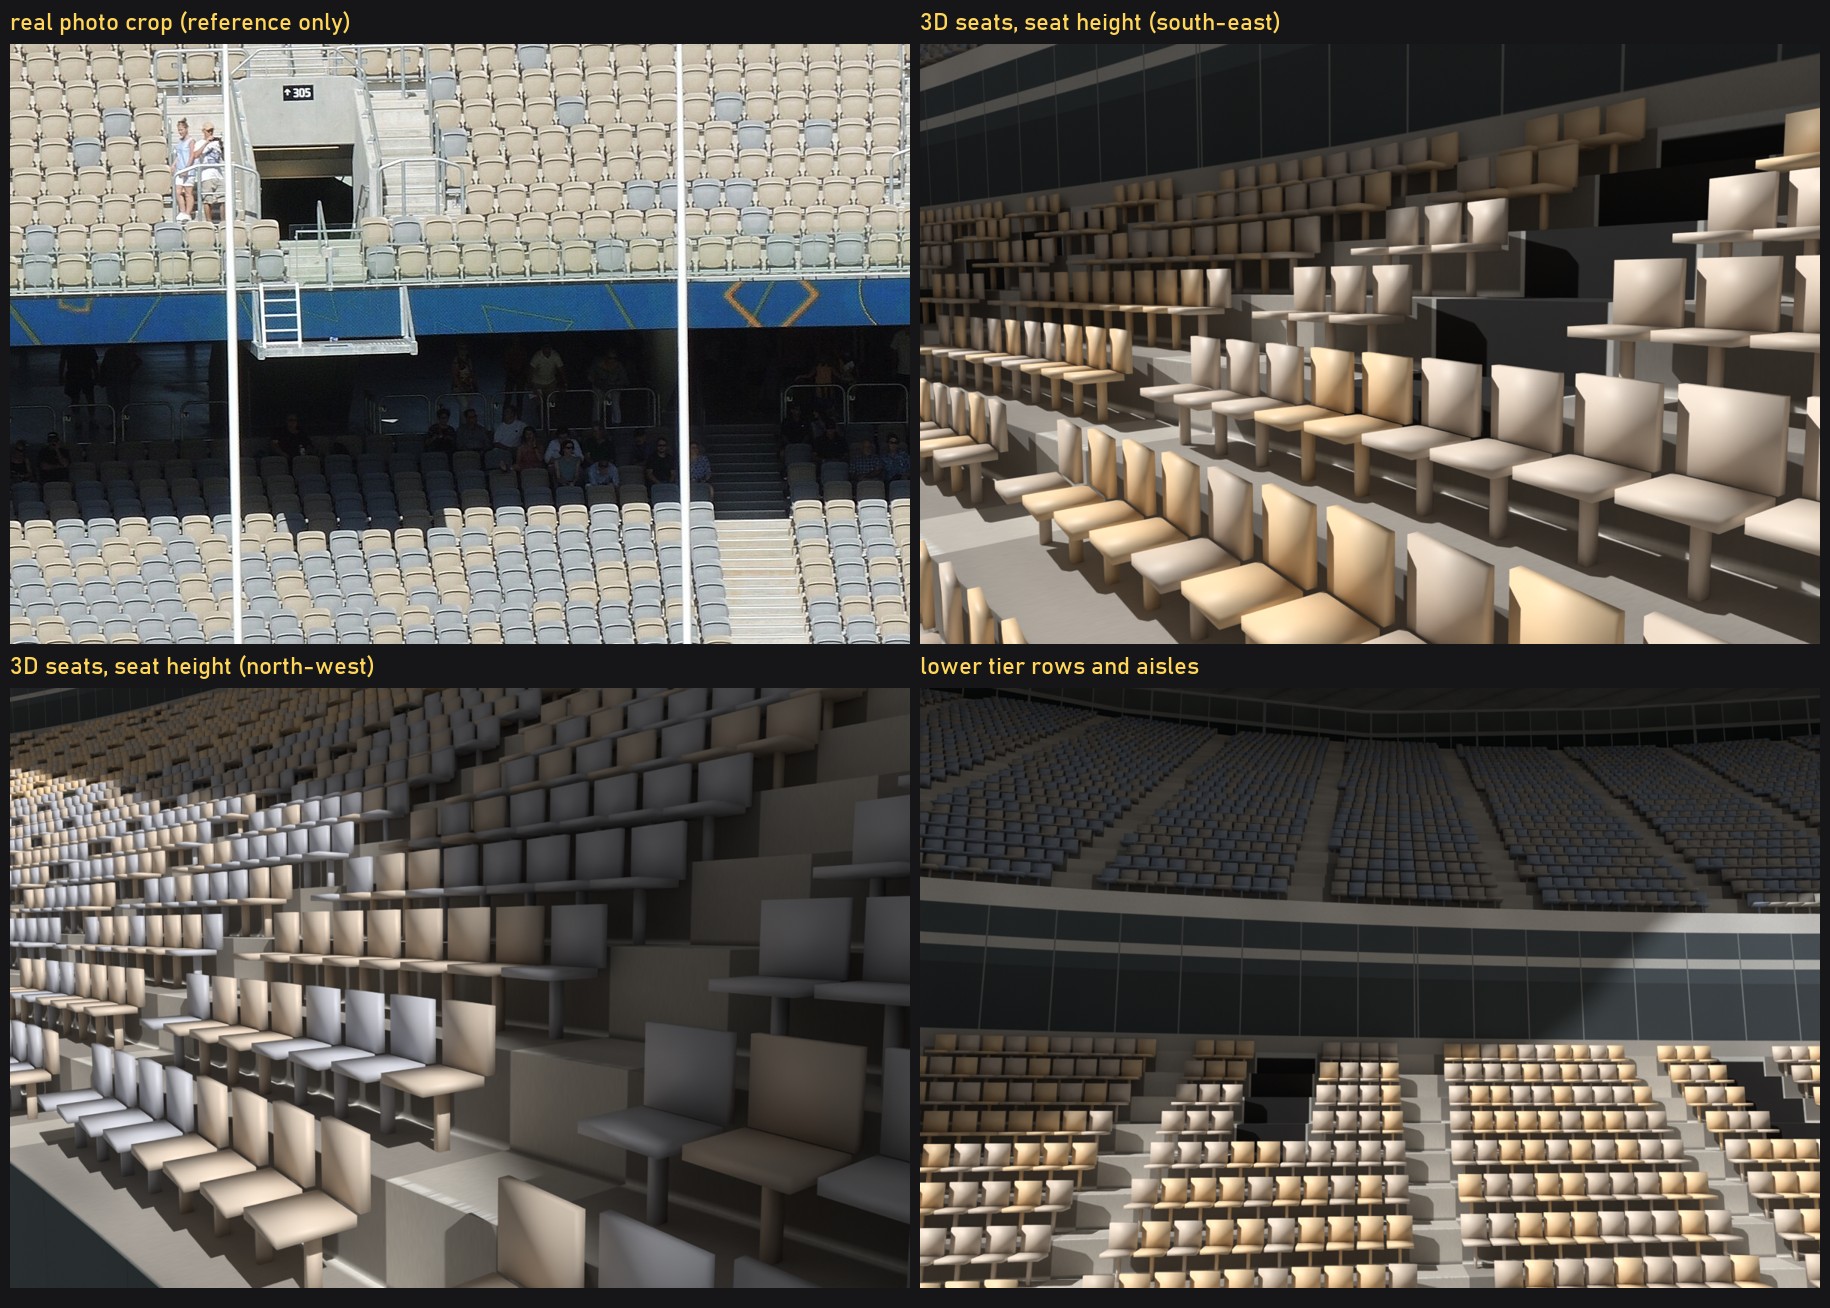 real photo crop (reference only)
3D seats, seat height (south-east)
↑ 305
3D seats, seat height (north-west)
lower tier rows and aisles